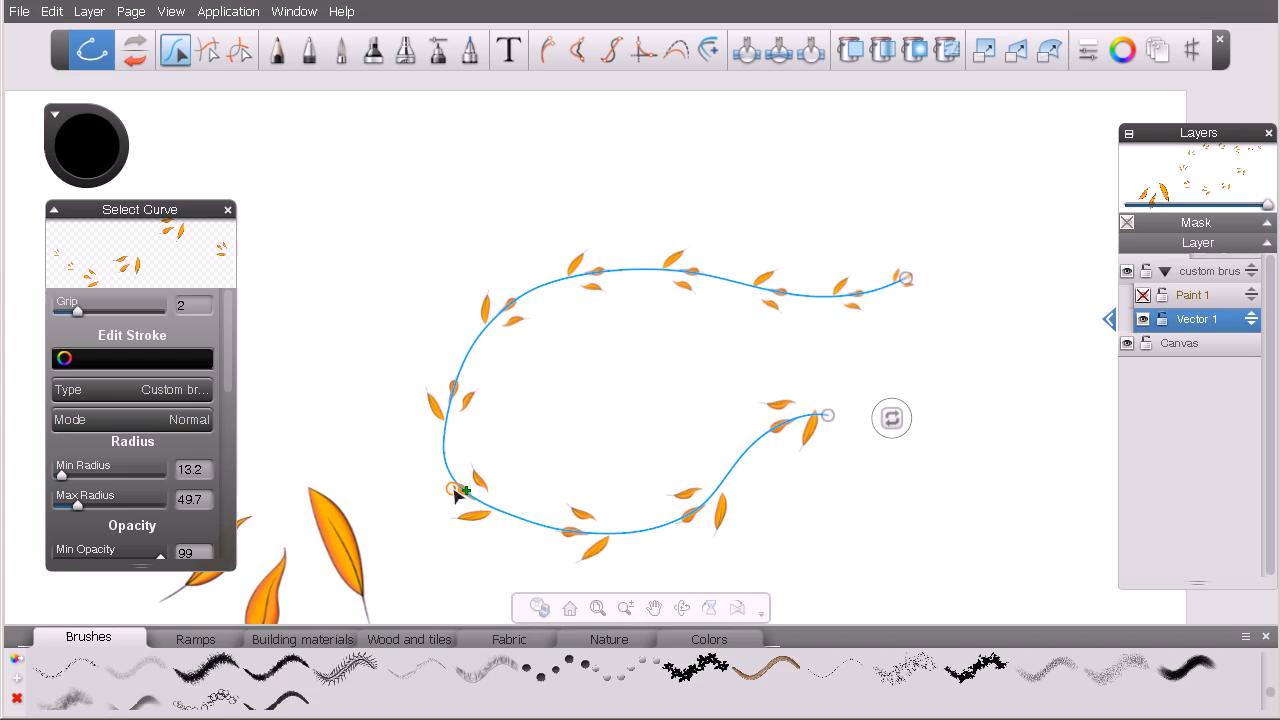 File Edit Layer Page View Application Window Help
T
Select Curve
Grip 2
Edit Stroke
Type Custom br...
Mode Normal
Radius
Min Radius 13.2
Max Radius 49.7
Opacity
Min Opacity 99
Layers
Mask
Layer
custom brus
Paint 1
Vector 1
Canvas
Brushes Ramps Building materials Wood and tiles Fabric Nature Colors